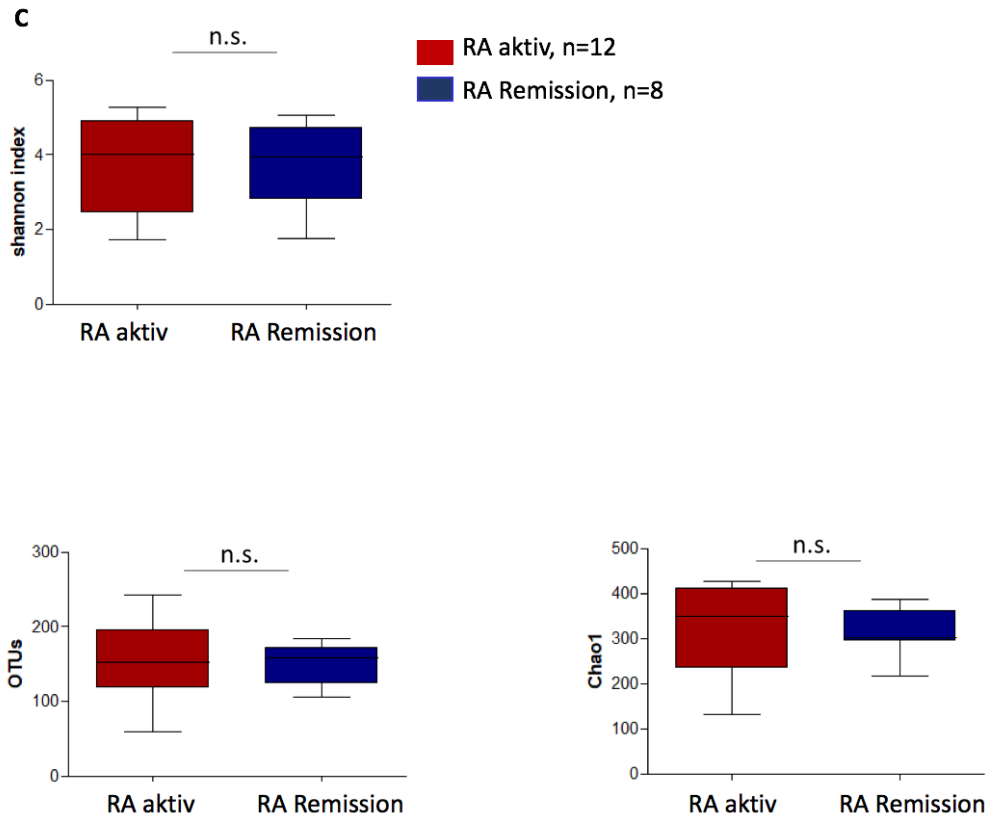 C
n.s.
RA aktiv, n=12
RA Remission, n=8
6
4
2
0
shannon index
RA aktiv
RA Remission
n.s.
300
200
100
0
OTUs
RA aktiv
RA Remission
n.s.
500
400
300
200
100
0
Chao1
RA aktiv
RA Remission